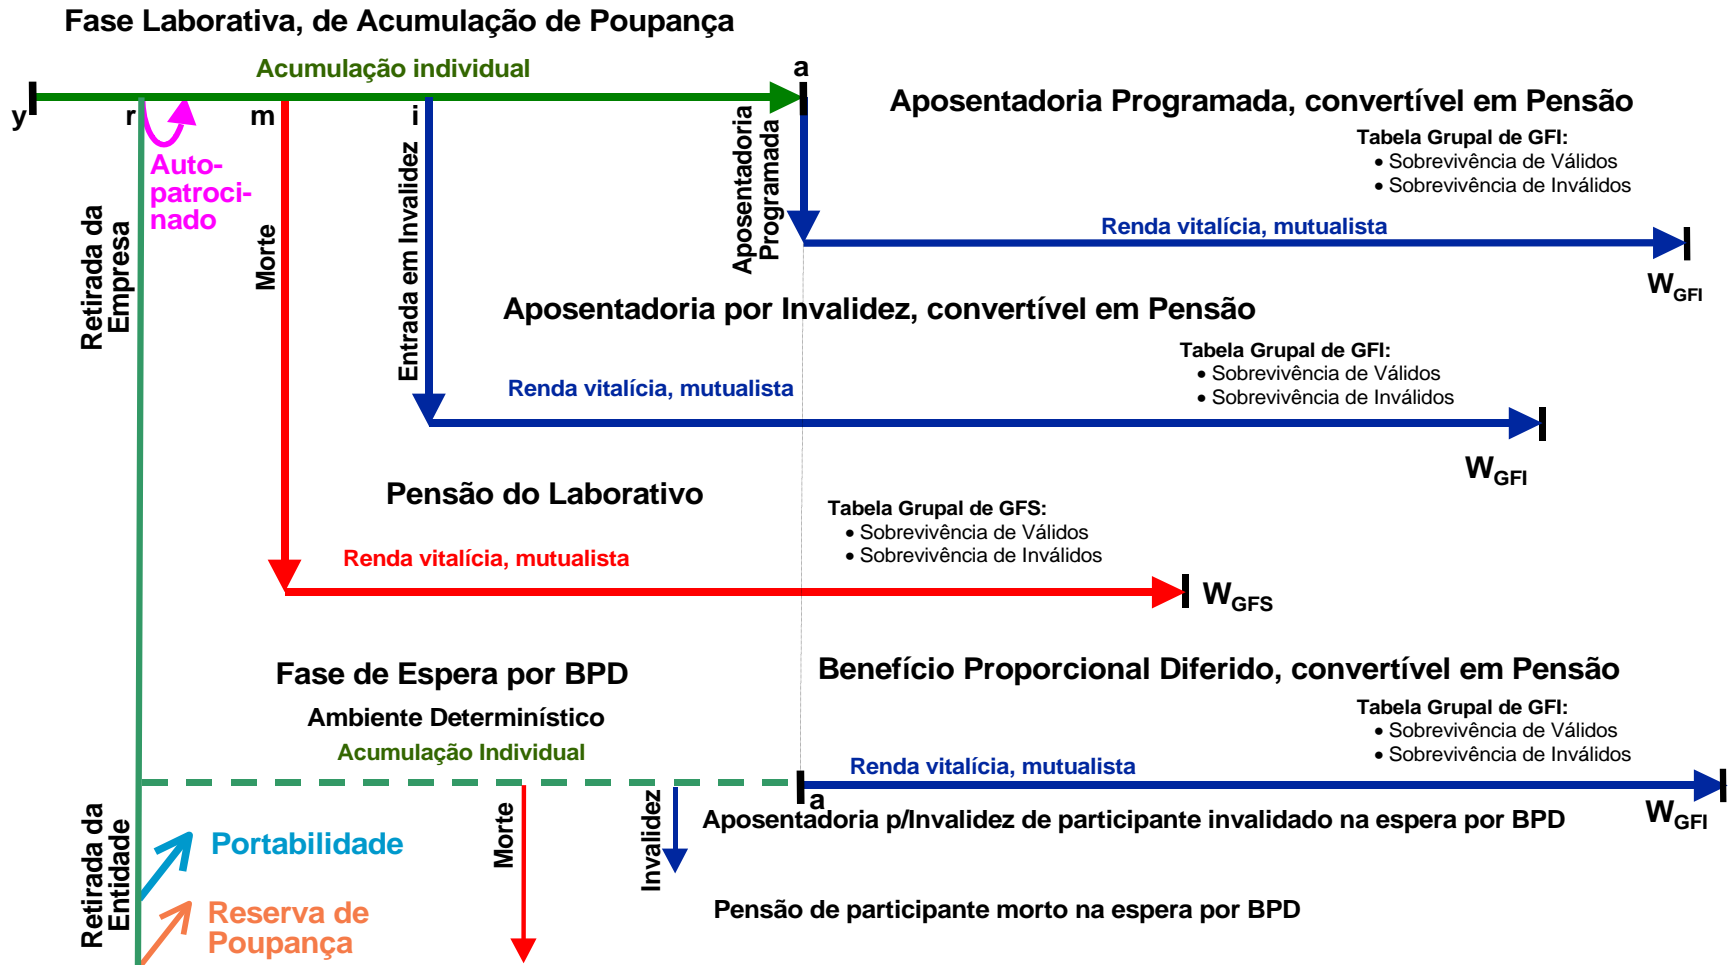 Fase Laborativa, de Acumulação de Poupança
Acumulação individual
a
y
r
m
i
Auto-
patroci-
nado
Retirada da
Empresa
Morte
Entrada em Invalidez
Aposentadoria
Programada
Aposentadoria Programada, convertível em Pensão
Tabela Grupal de GFI:
• Sobrevivência de Válidos
• Sobrevivência de Inválidos
Renda vitalícia, mutualista
WGFI
Aposentadoria por Invalidez, convertível em Pensão
Tabela Grupal de GFI:
• Sobrevivência de Válidos
• Sobrevivência de Inválidos
Renda vitalícia, mutualista
WGFI
Pensão do Laborativo
Tabela Grupal de GFS:
• Sobrevivência de Válidos
• Sobrevivência de Inválidos
Renda vitalícia, mutualista
WGFS
Fase de Espera por BPD
Ambiente Determinístico
Acumulação Individual
Benefício Proporcional Diferido, convertível em Pensão
Tabela Grupal de GFI:
• Sobrevivência de Válidos
• Sobrevivência de Inválidos
Renda vitalícia, mutualista
a
WGFI
Retirada da
Entidade
Portabilidade
Reserva de
Poupança
Morte
Invalidez
Aposentadoria p/Invalidez de participante invalidado na espera por BPD
Pensão de participante morto na espera por BPD